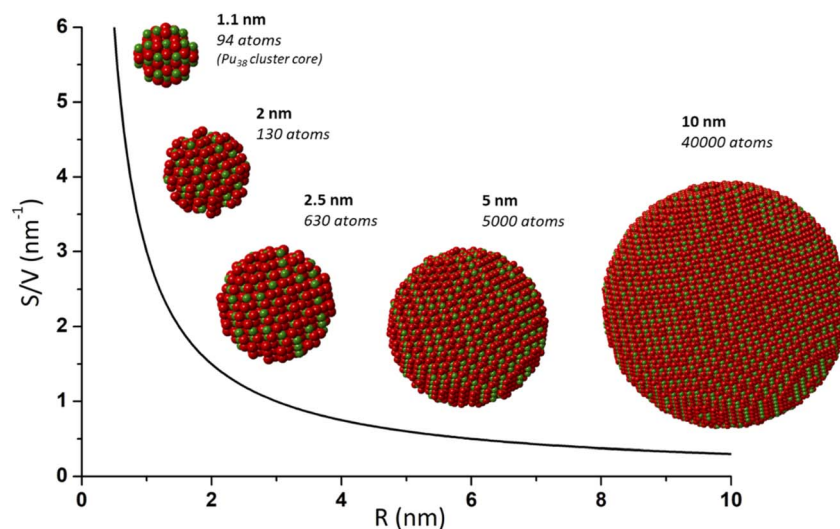 1.1 nm
94 atoms
(Pu₃₈ cluster core)
2 nm
130 atoms
2.5 nm
630 atoms
5 nm
5000 atoms
10 nm
40000 atoms
S/V (nm⁻¹)
6
5
4
3
2
1
0
0 2 4 6 8 10
R (nm)